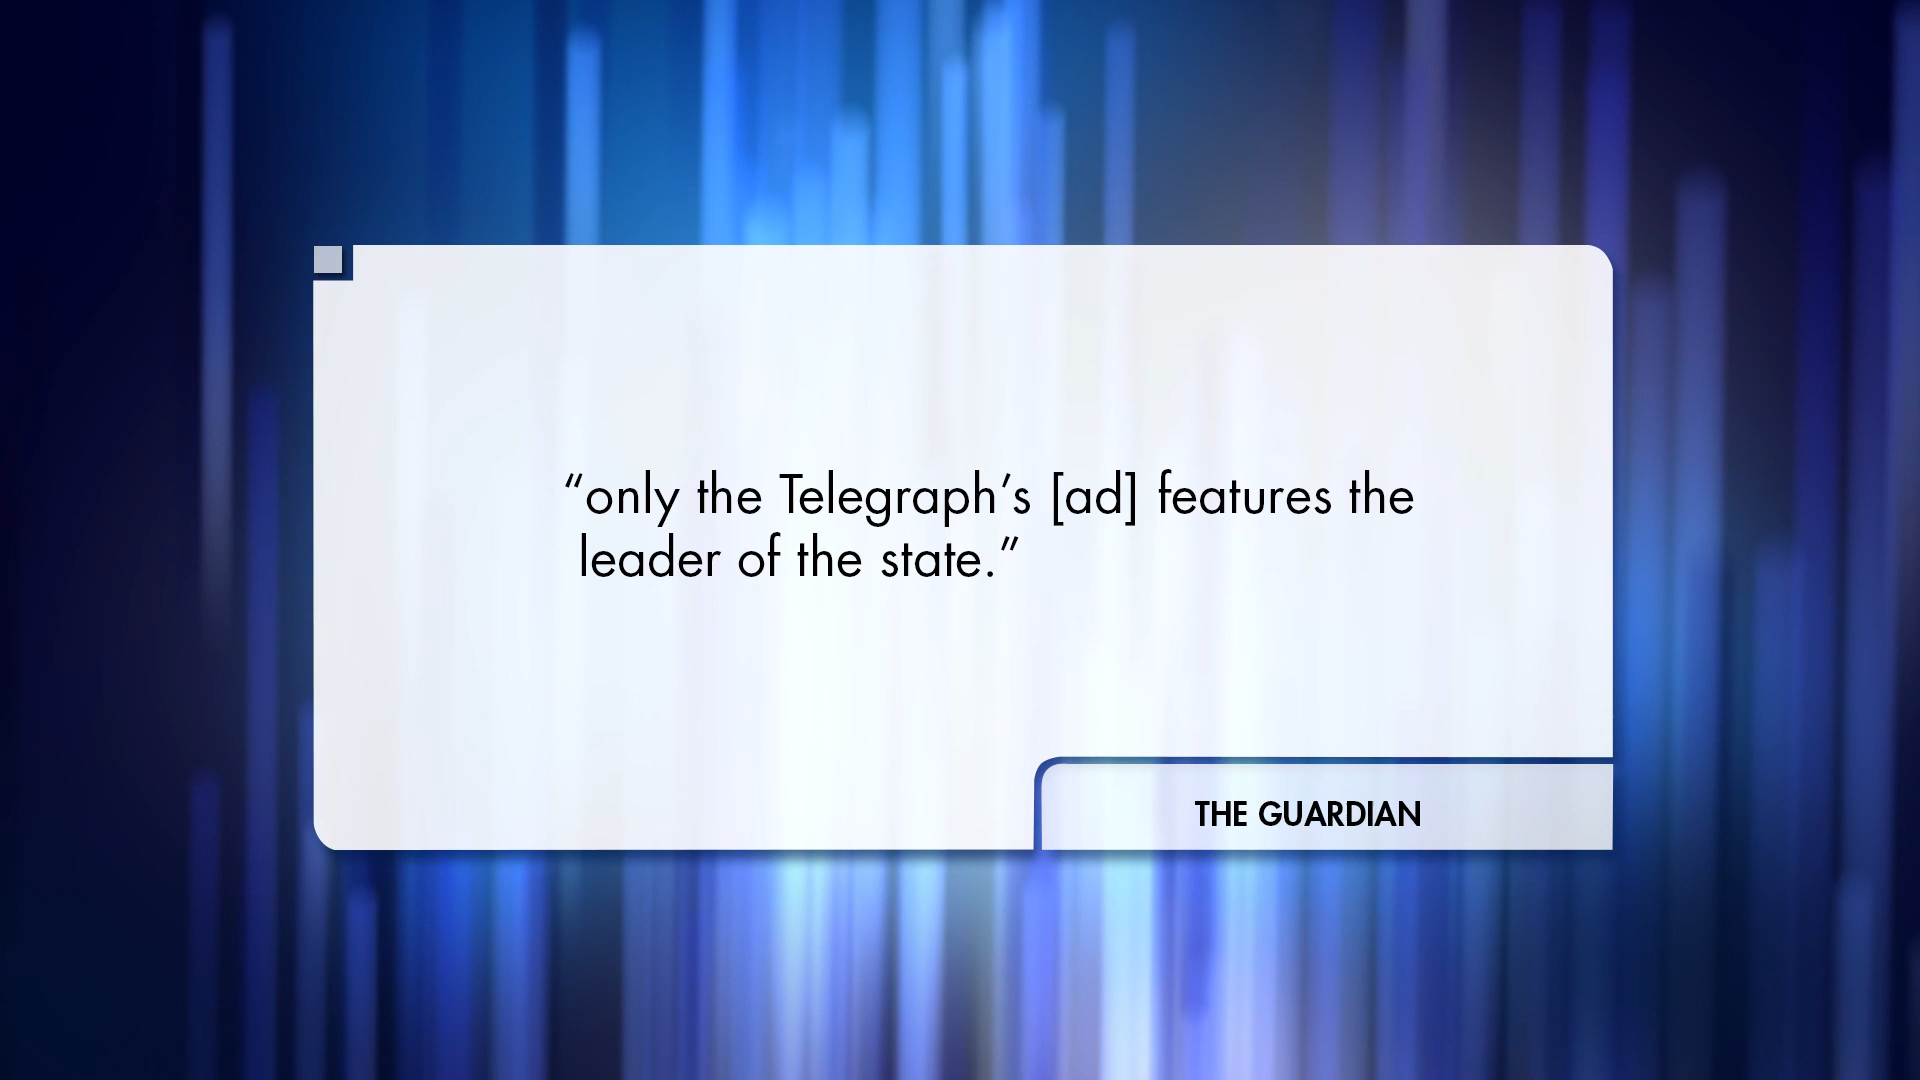 “only the Telegraph’s [ad] features the
leader of the state.”
THE GUARDIAN